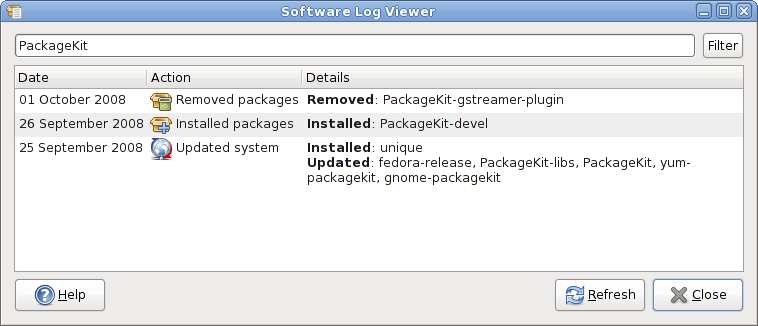 Software Log Viewer
PackageKit
Filter
Date Action Details
01 October 2008 Removed packages Removed: PackageKit-gstreamer-plugin
26 September 2008 Installed packages Installed: PackageKit-devel
25 September 2008 Updated system Installed: unique
Updated: fedora-release, PackageKit-libs, PackageKit, yum-
packagekit, gnome-packagekit
Help Refresh Close